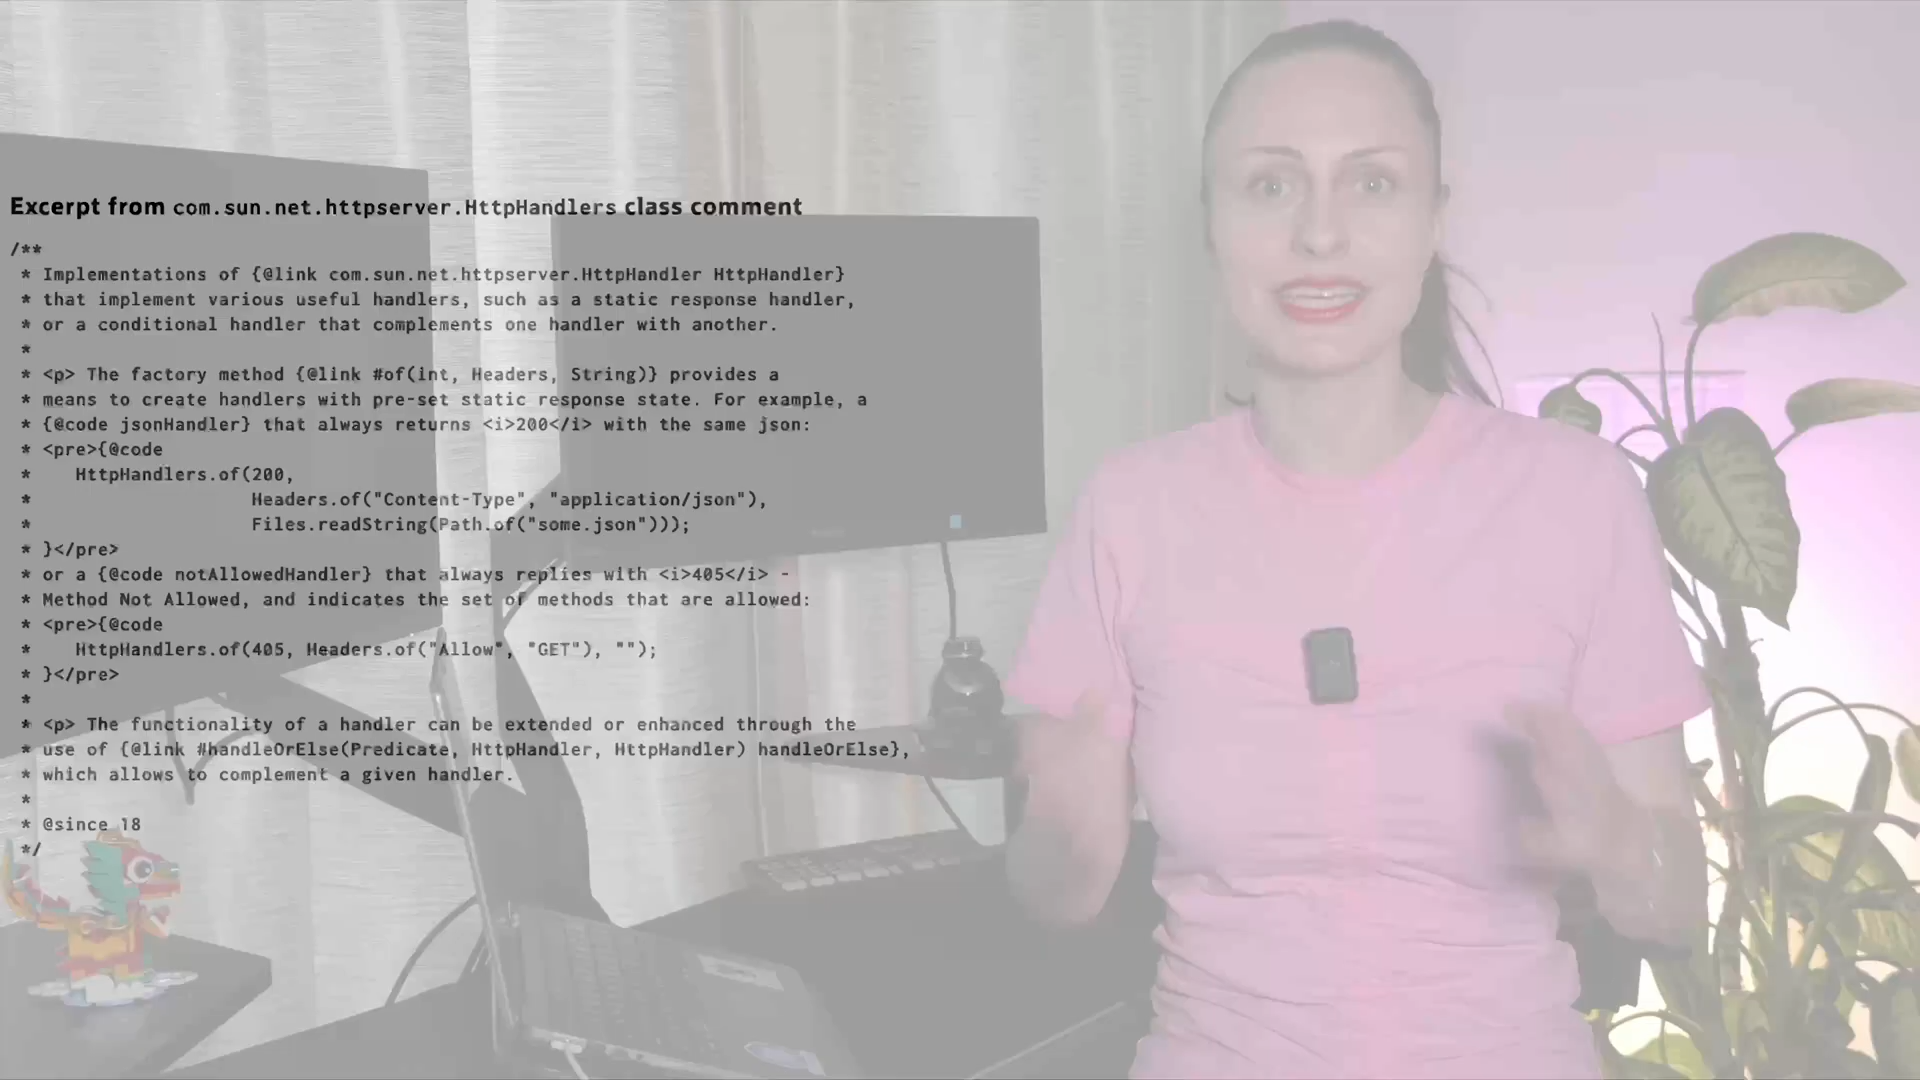 Excerpt from com.sun.net.httpserver.HttpHandlers class comment
/**
 * Implementations of {@link com.sun.net.httpserver.HttpHandler HttpHandler}
 * that implement various useful handlers, such as a static response handler,
 * or a conditional handler that complements one handler with another.
 *
 * <p> The factory method {@link #of(int, Headers, String)} provides a
 * means to create handlers with pre-set static response state. For example, a
 * {@code jsonHandler} that always returns <i>200</i> with the same json:
 * <pre>{@code
 *    HttpHandlers.of(200,
 *                    Headers.of("Content-Type", "application/json"),
 *                    Files.readString(Path.of("some.json")));
 * }</pre>
 * or a {@code notAllowedHandler} that always replies with <i>405</i> -
 * Method Not Allowed, and indicates the set of methods that are allowed:
 * <pre>{@code
 *    HttpHandlers.of(405, Headers.of("Allow", "GET"), "");
 * }</pre>
 *
 * <p> The functionality of a handler can be extended or enhanced through the
 * use of {@link #handleOrElse(Predicate, HttpHandler, HttpHandler) handleOrElse},
 * which allows to complement a given handler.
 *
 * @since 18
 */